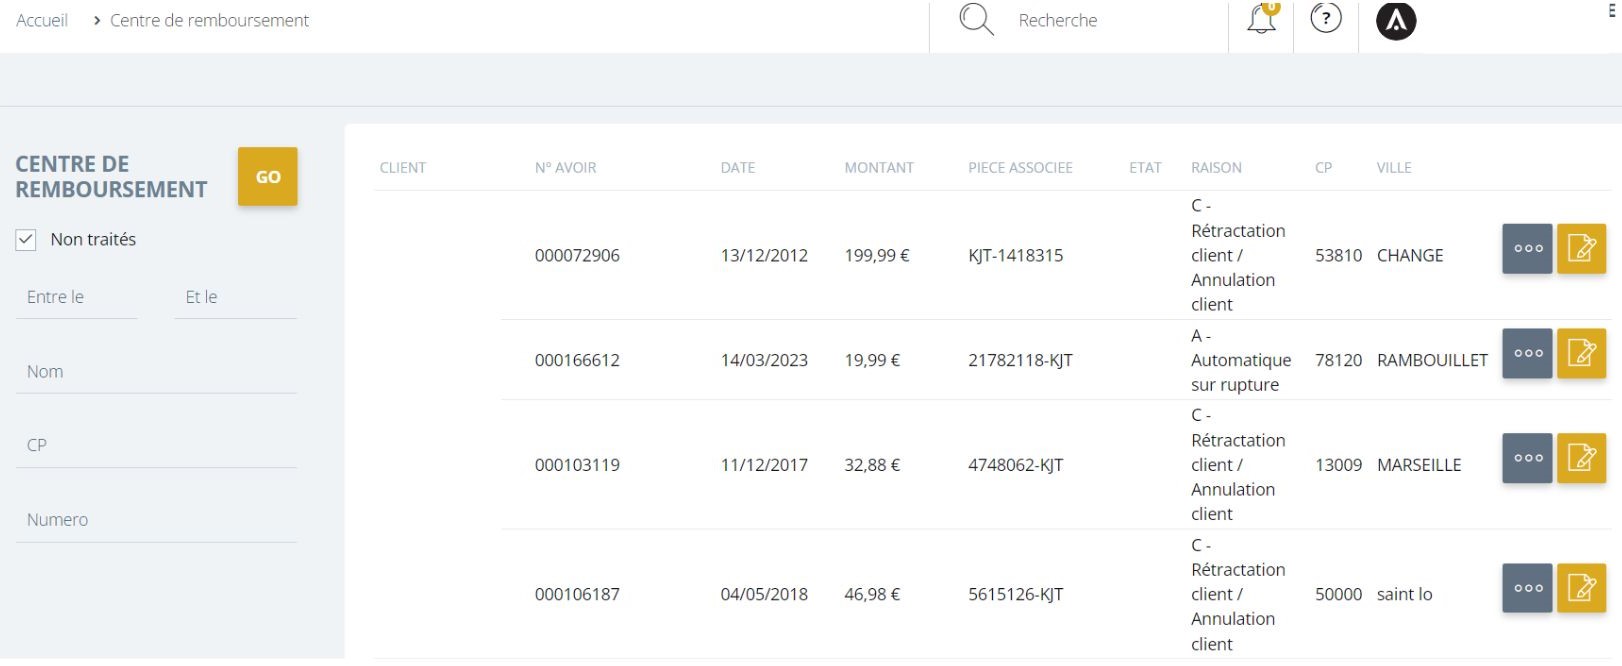 Accueil > Centre de remboursement
Recherche
0
?
E
CENTRE DE
REMBOURSEMENT
GO
Non traités
Entre le
Et le
Nom
CP
Numero
CLIENT N° AVOIR DATE MONTANT PIECE ASSOCIEE ETAT RAISON CP VILLE
C -
Rétractation
000072906 13/12/2012 199,99 € KJT-1418315 client / 53810 CHANGE
Annulation
client
A -
000166612 14/03/2023 19,99 € 21782118-KJT Automatique 78120 RAMBOUILLET
sur rupture
C -
Rétractation
000103119 11/12/2017 32,88 € 4748062-KJT client / 13009 MARSEILLE
Annulation
client
C -
Rétractation
000106187 04/05/2018 46,98 € 5615126-KJT client / 50000 saint lo
Annulation
client